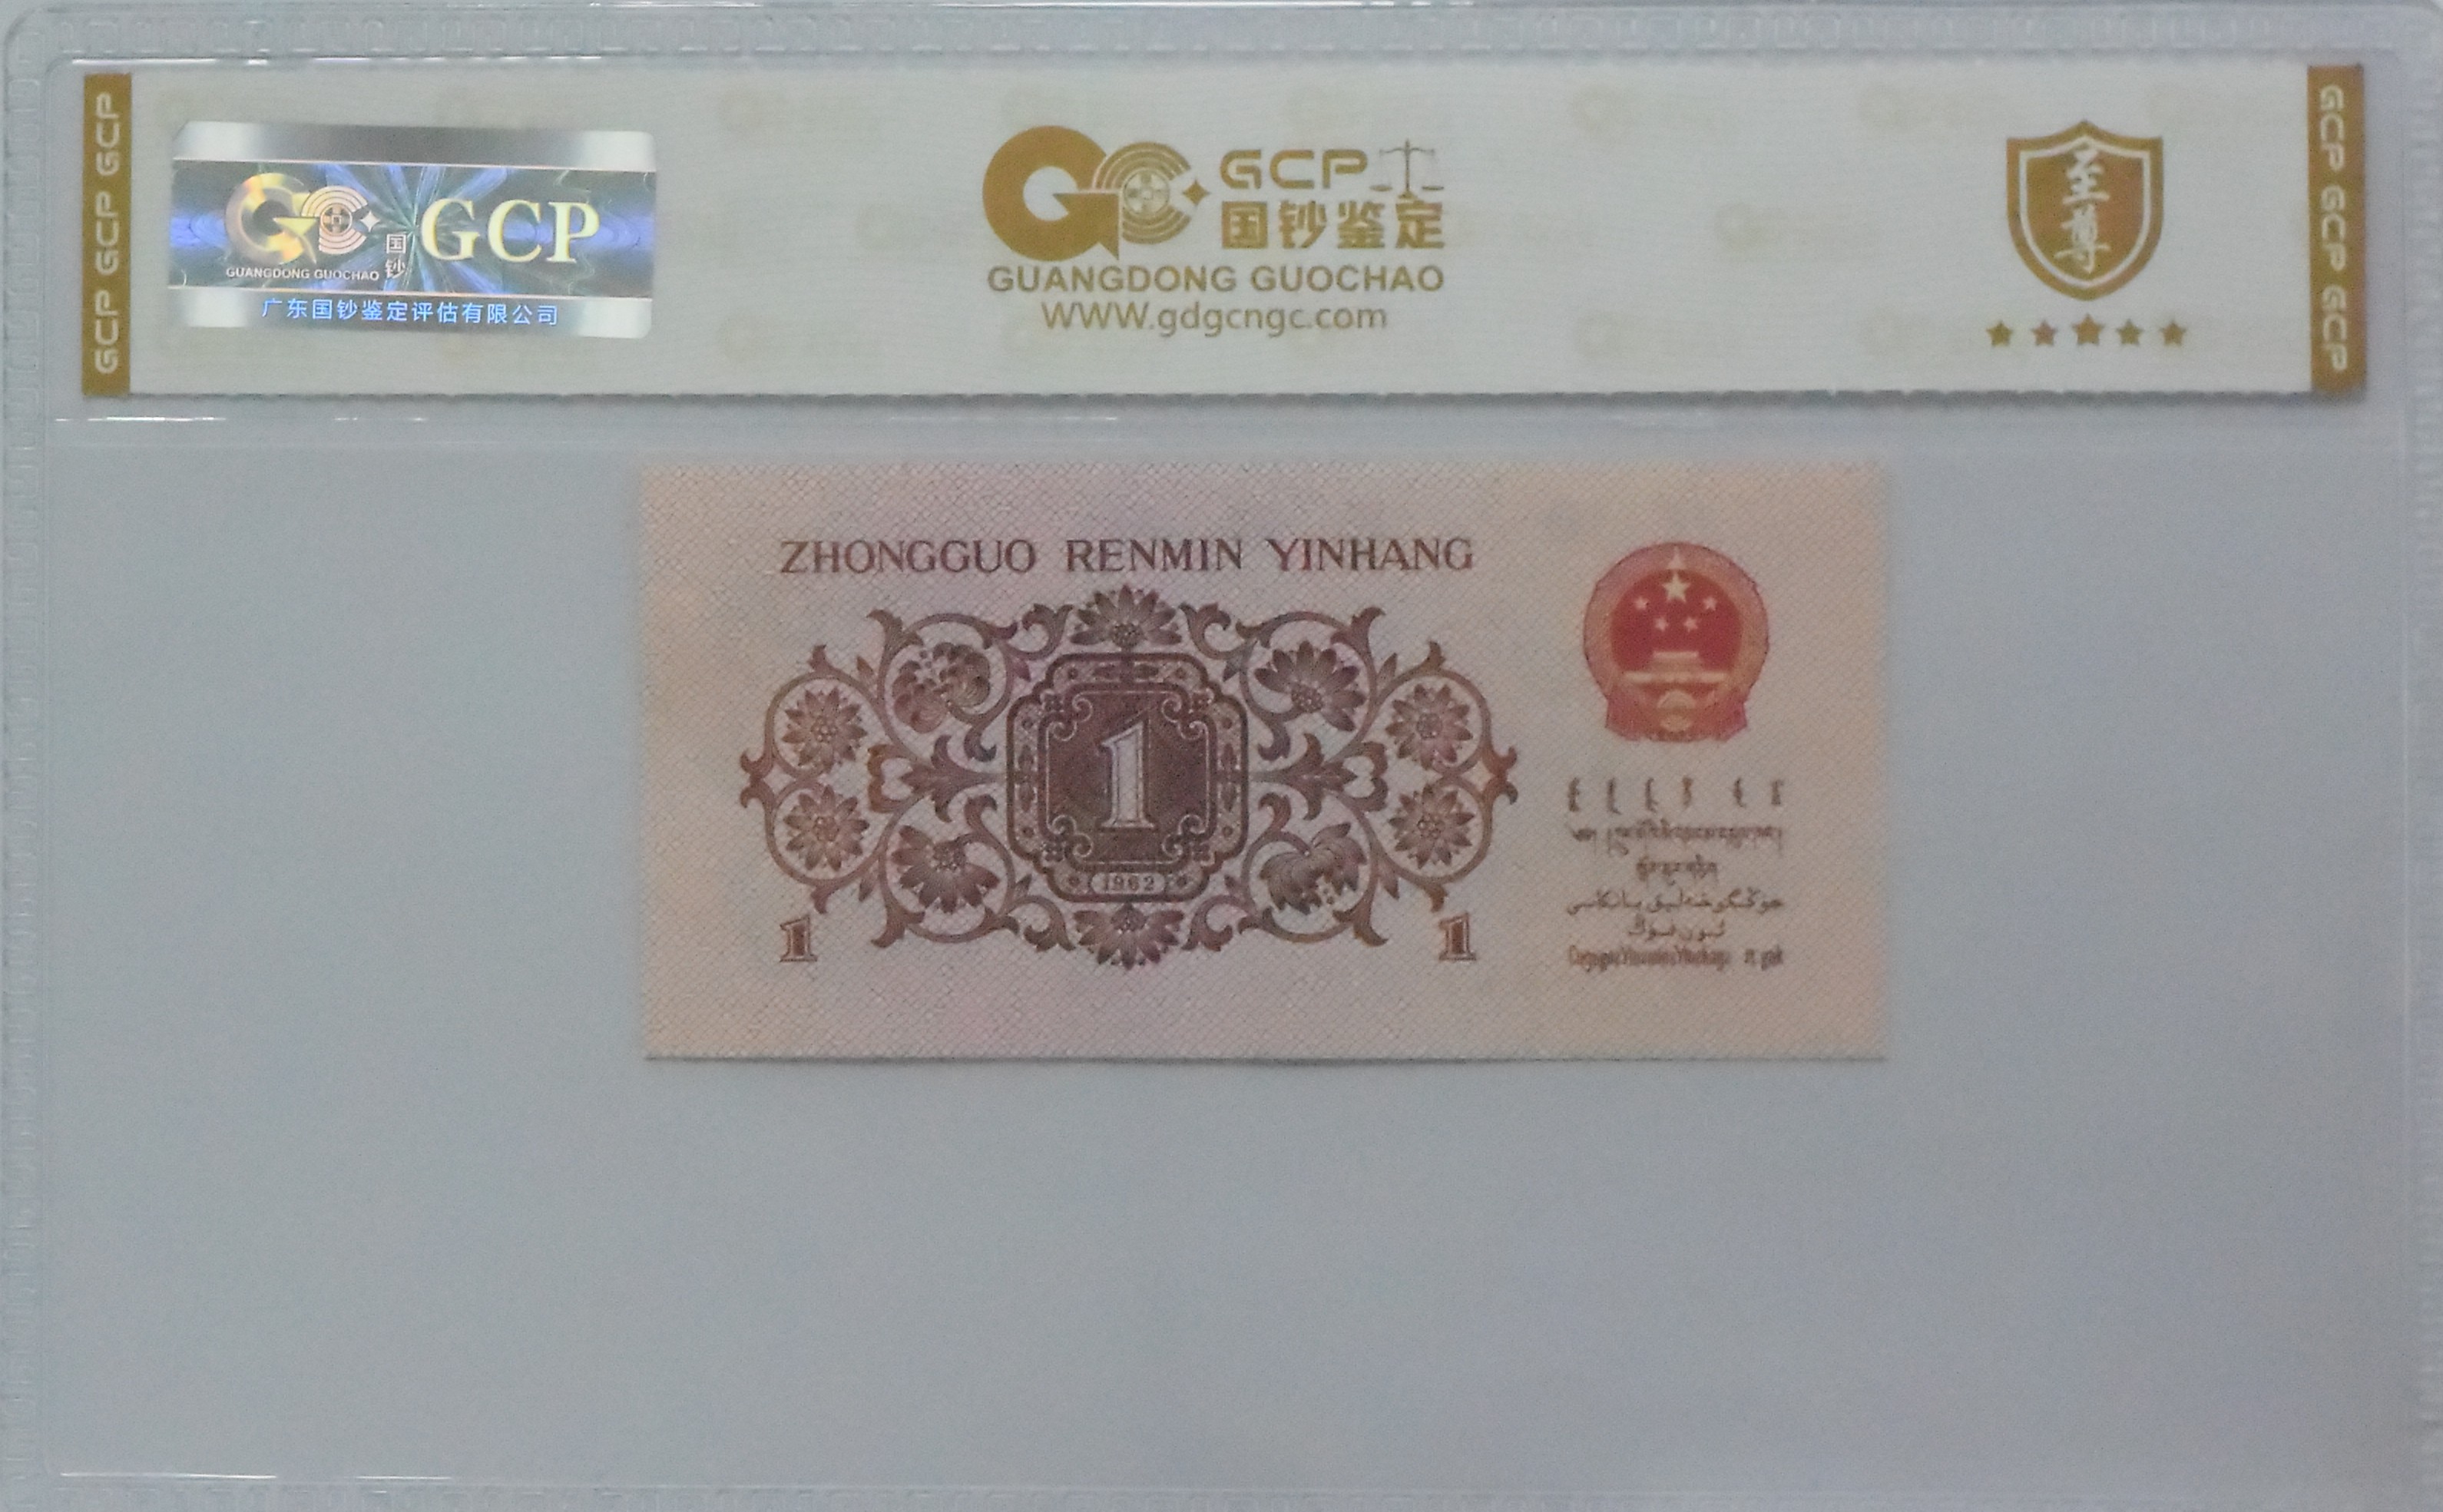 GCP GCP GCP
GUANGDONG GUOCHAO
国钞
GCP
广东国钞鉴定评估有限公司
GCP
国钞鉴定
GUANGDONG GUOCHAO
WWW.gdgcngc.com
至尊
GCP GCP GCP
ZHONGGUO RENMIN YINHANG
1
1962
1
1